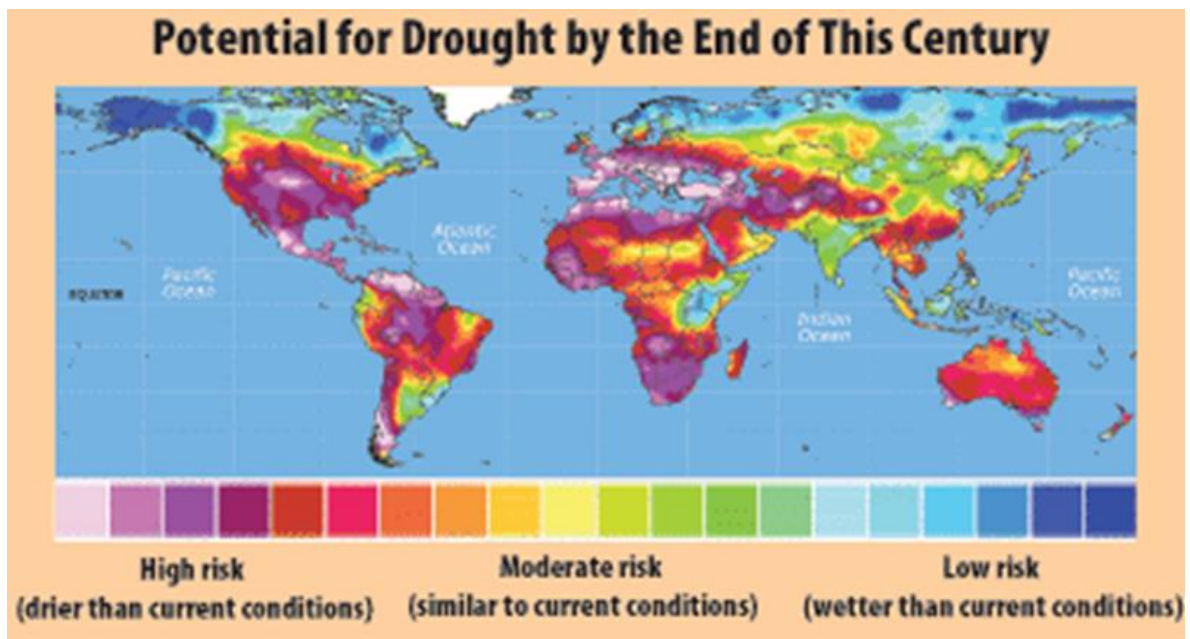 Potential for Drought by the End of This Century
Atlantic
Ocean
Pacific
Ocean
EQUATOR
Pacific
Ocean
Indian
Ocean
High risk
(drier than current conditions)
Moderate risk
(similar to current conditions)
Low risk
(wetter than current conditions)